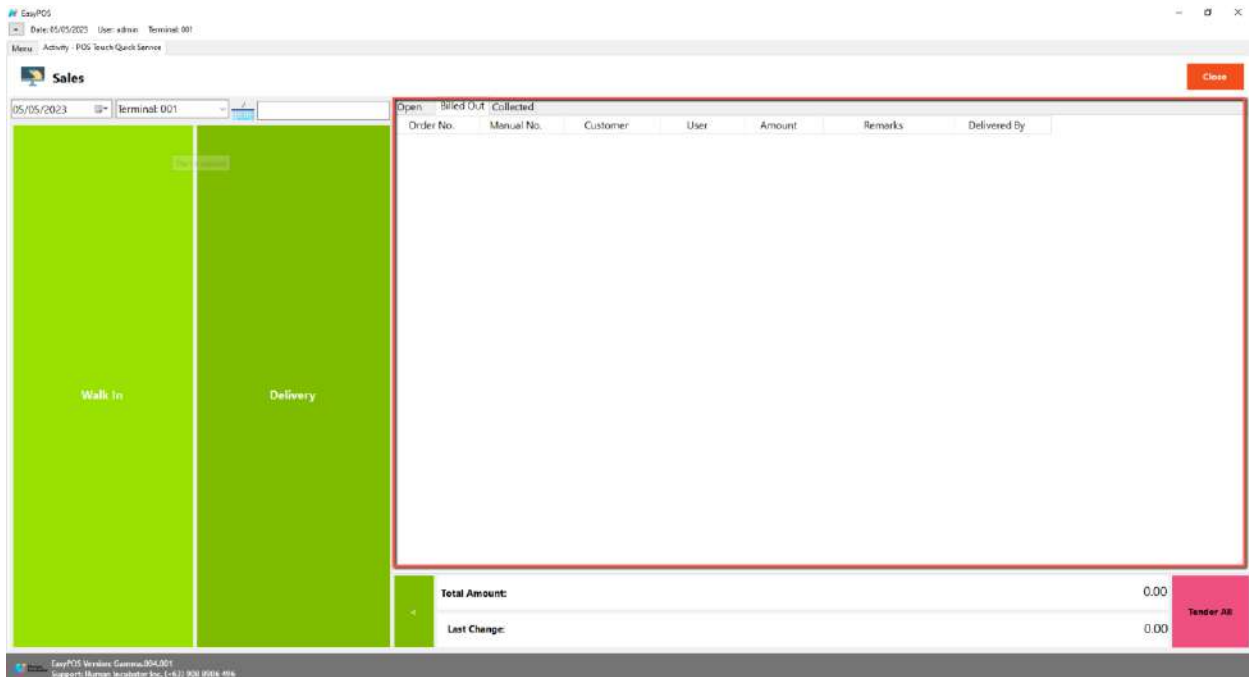 EasyPOS
Date: 05/05/2023 User: admin Terminal: 001
Menu Activity - POS Touch Quick Service
Sales
Close
05/05/2023 Terminal: 001
Open Billed Out Collected
Order No. Manual No. Customer User Amount Remarks Delivered By
Walk In
Delivery
Total Amount: 0.00
Last Change: 0.00
<
Tender All
EasyPOS Version: Gamma.004.001
Support: Human Incubator Inc. (+63)